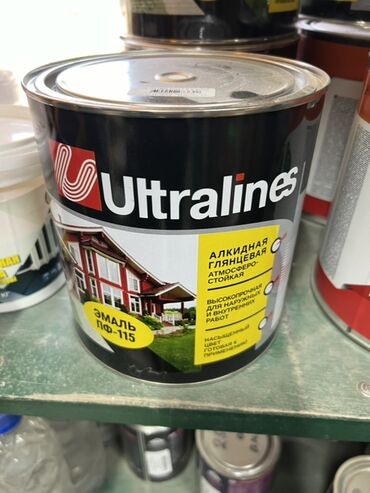 Ultralines
АЛКИДНАЯ
ГЛЯНЦЕВАЯ
АТМОСФЕРО-
СТОЙКАЯ
ВЫСОКОПРОЧНАЯ
ДЛЯ НАРУЖНЫХ
И ВНУТРЕННИХ
РАБОТ
НАСЫЩЕННЫЙ
ЦВЕТ
ГОТОВАЯ К
ПРИМЕНЕНИЮ
ЭМАЛЬ
ПФ-115